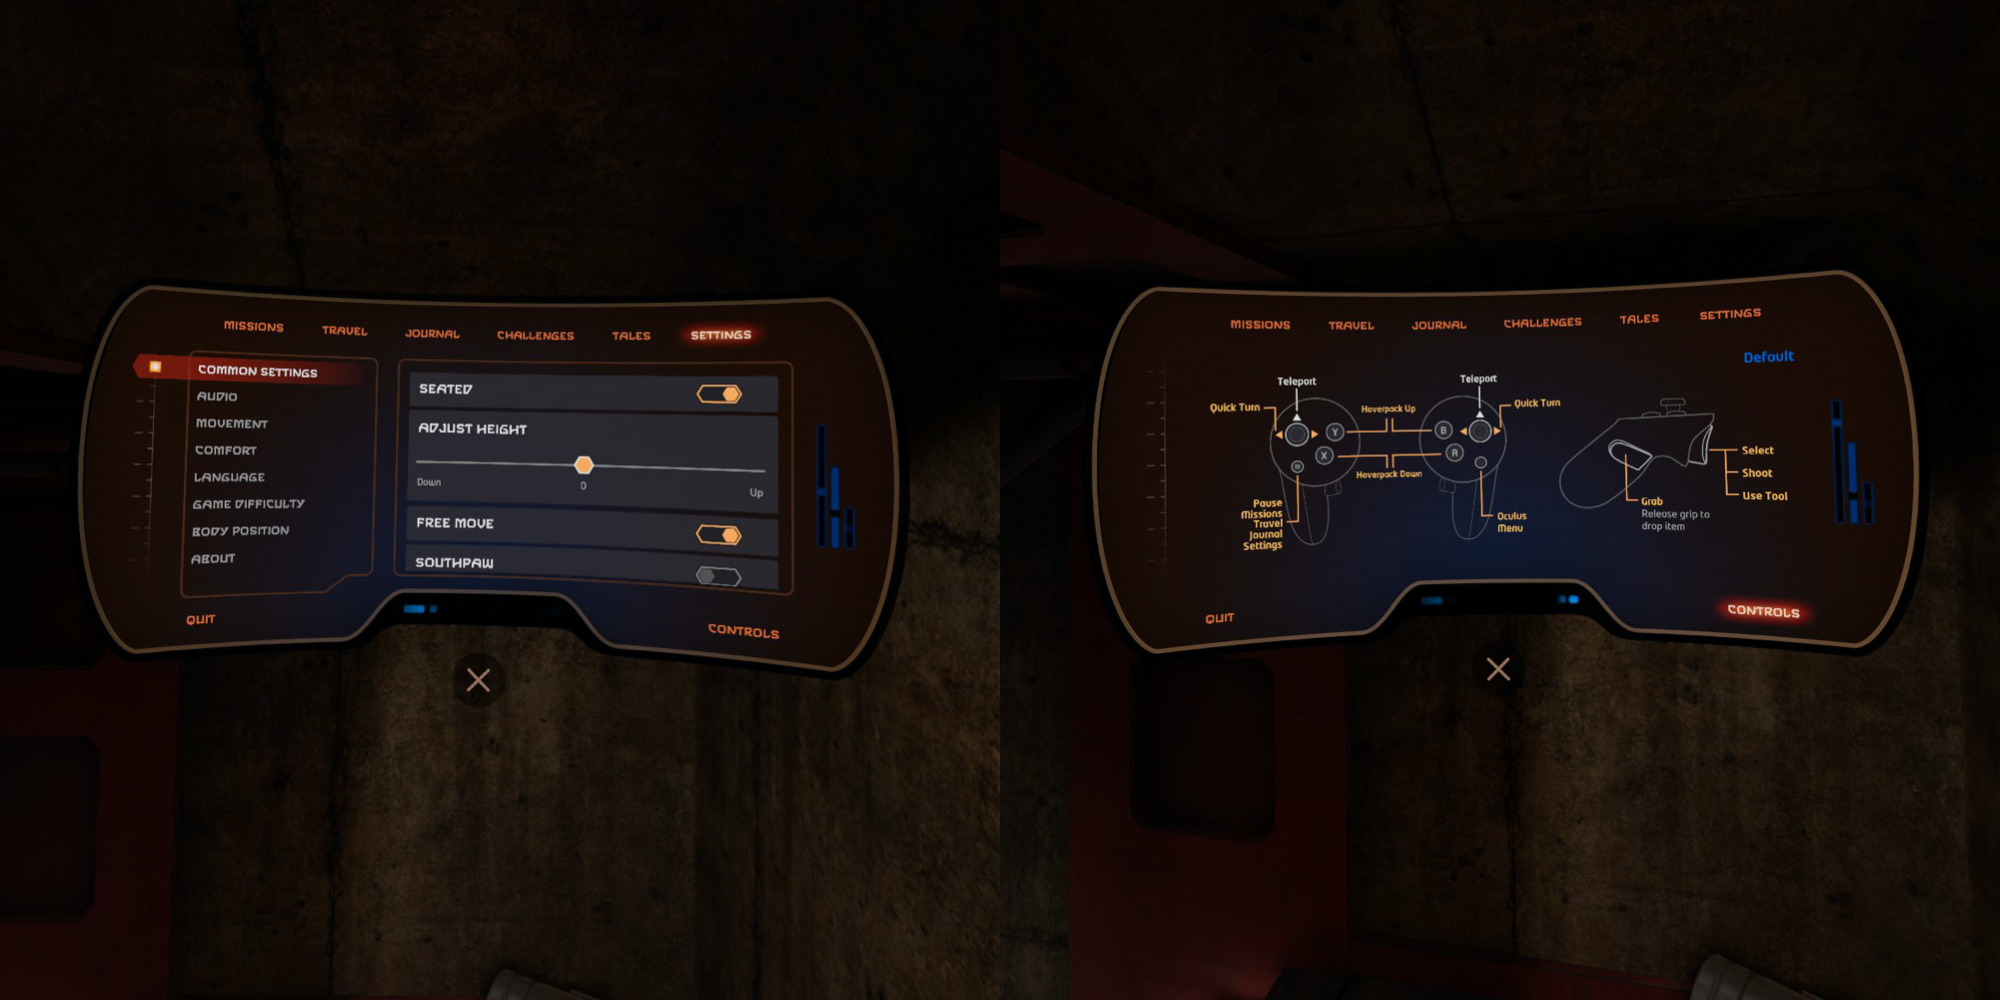 MISSIONS TRAVEL JOURNAL CHALLENGES TALES SETTINGS
COMMON SETTINGS
AUDIO
MOVEMENT
COMFORT
LANGUAGE
GAME DIFFICULTY
BODY POSITION
ABOUT
SEATED
ADJUST HEIGHT
Down 0 Up
FREE MOVE
SOUTHPAW
QUIT
CONTROLS
MISSIONS TRAVEL JOURNAL CHALLENGES TALES SETTINGS
Default
Teleport
Teleport
Quick Turn
Hoverpack Up
Quick Turn
Y
X
B
A
Hoverpack Down
Pause
Missions
Travel
Journal
Settings
Oculus
Menu
Select
Shoot
Use Tool
Grab
Release grip to
drop item
QUIT
CONTROLS